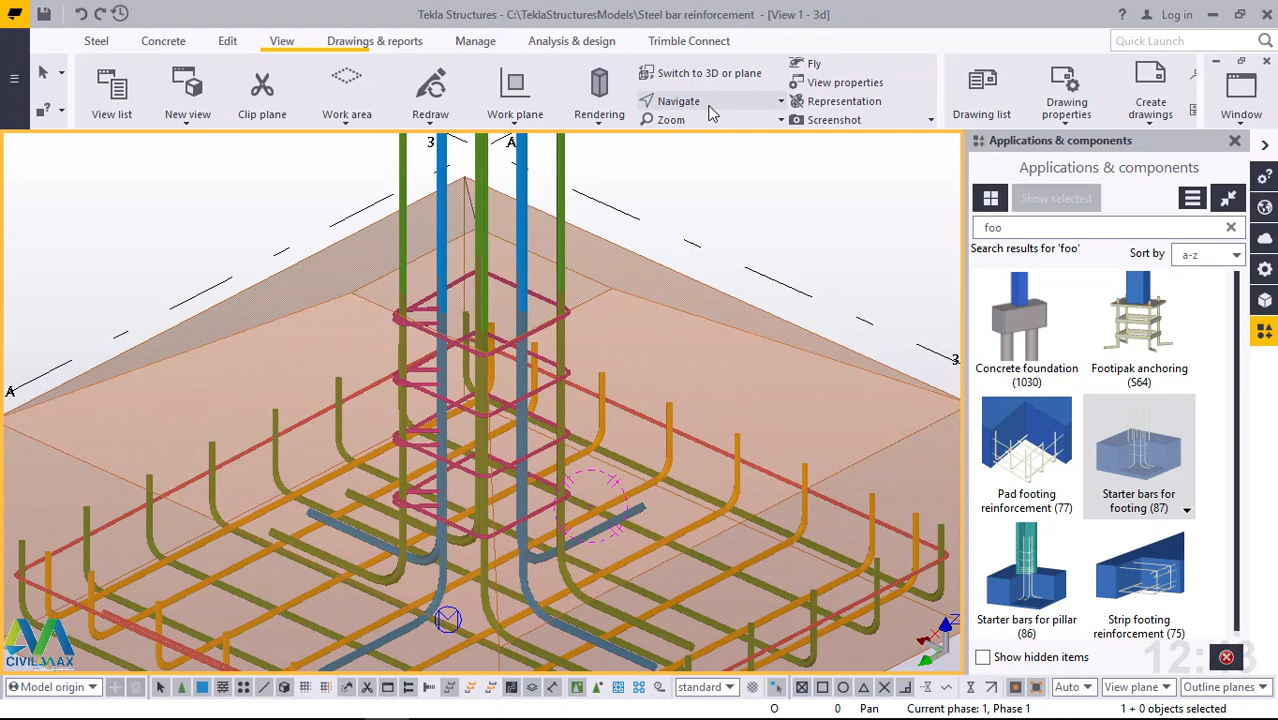 Tekla Structures - C:\TeklaStructuresModels\Steel bar reinforcement - [View 1 - 3d]
? Log in
Steel Concrete Edit View Drawings & reports Manage Analysis & design Trimble Connect Quick Launch
View list New view Clip plane Work area Redraw Work plane Rendering
Switch to 3D or plane
Navigate
Zoom
Fly
View properties
Representation
Screenshot
Drawing list Drawing properties Create drawings Window
3 A
A
3
Z
M
CIVILMAX
Applications & components
Applications & components
Show selected
foo
Search results for 'foo' Sort by a-z
Concrete foundation (1030)
Footipak anchoring (S64)
Pad footing reinforcement (77)
Starter bars for footing (87)
Starter bars for pillar (86)
Strip footing reinforcement (75)
Show hidden items
Model origin standard Auto View plane Outline planes
O 0 Pan Current phase: 1, Phase 1 1 + 0 objects selected